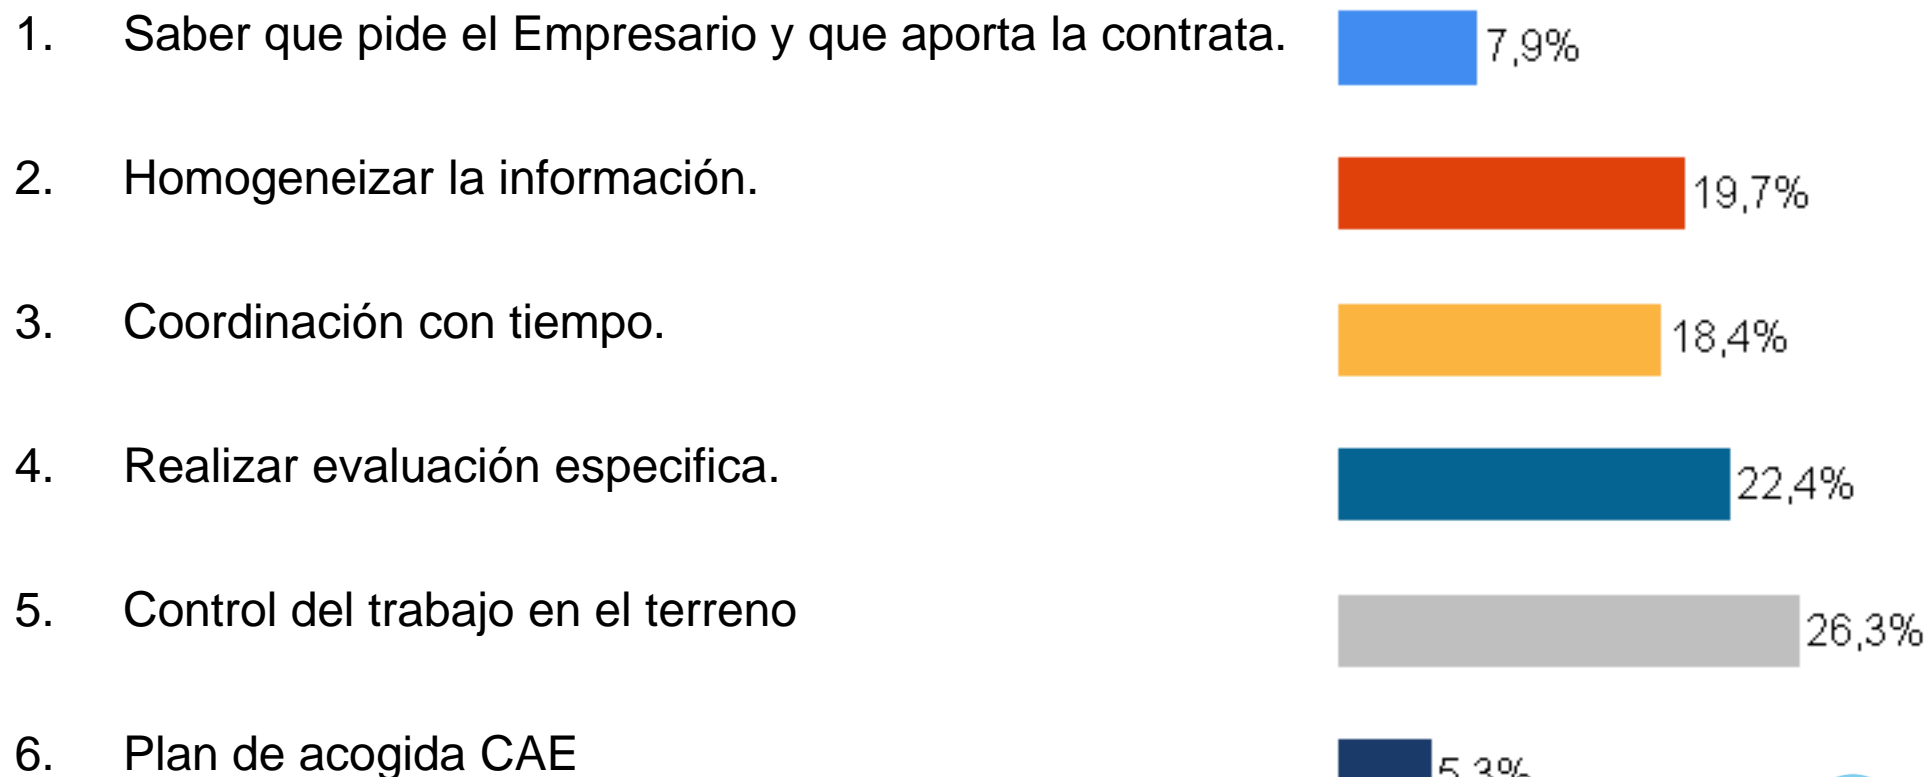 1. Saber que pide el Empresario y que aporta la contrata. 7,9%
2. Homogeneizar la información. 19,7%
3. Coordinación con tiempo. 18,4%
4. Realizar evaluación especifica. 22,4%
5. Control del trabajo en el terreno 26,3%
6. Plan de acogida CAE 5,3%